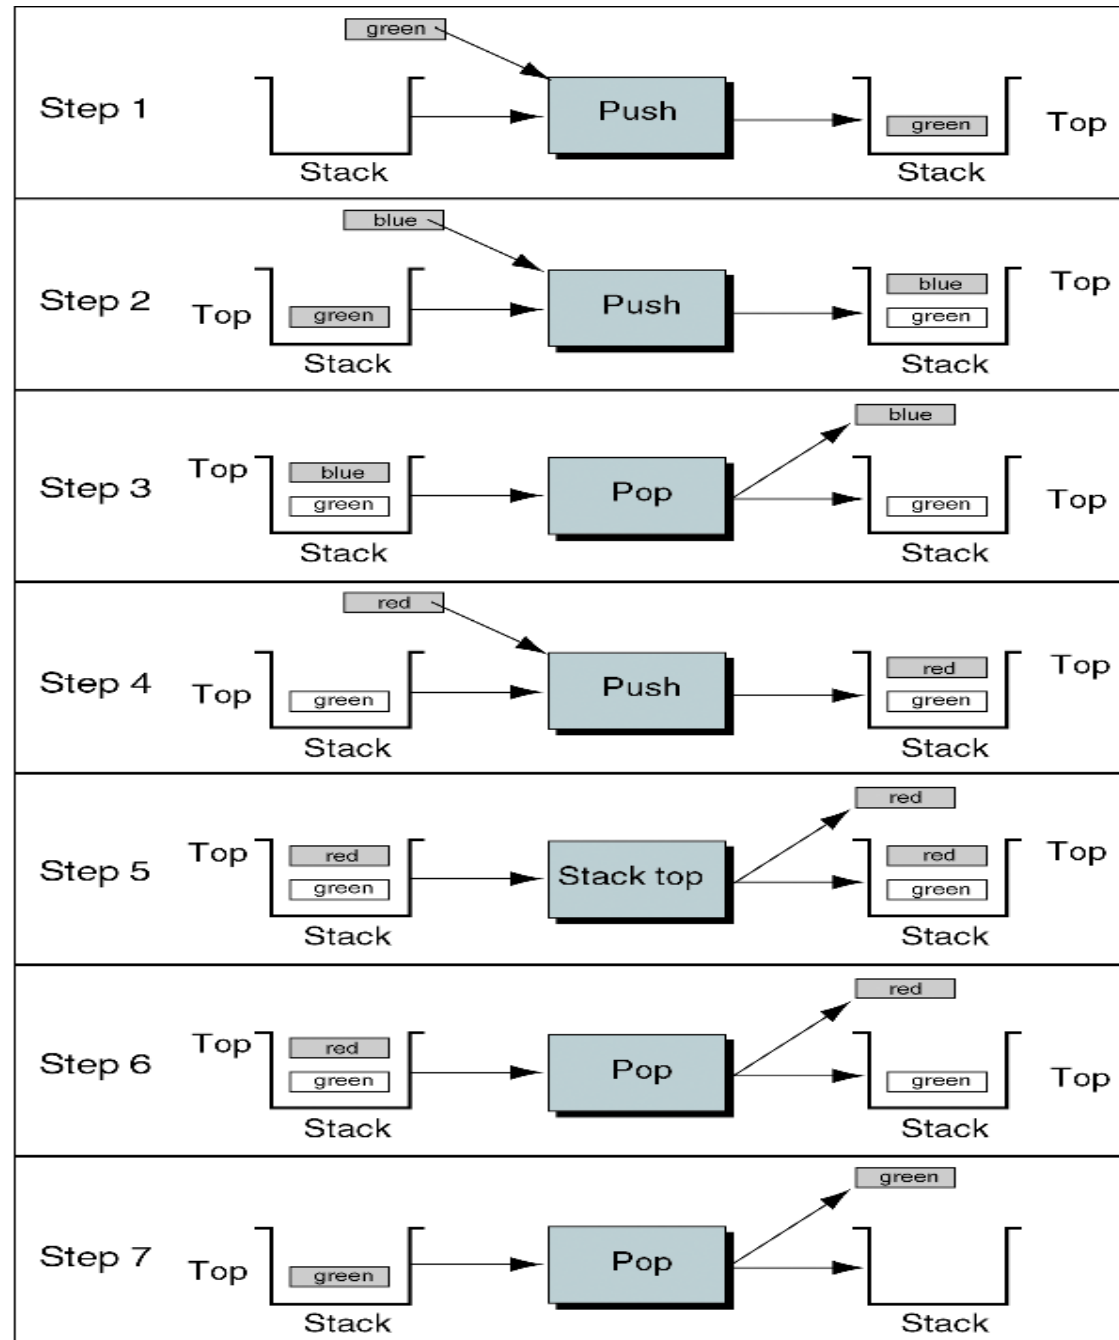 green
Step 1
Push
green
Top
Stack
Stack
blue
Step 2
Top
green
Push
blue
green
Top
Stack
Stack
blue
Step 3
Top
blue
green
Pop
green
Top
Stack
Stack
red
Step 4
Top
green
Push
red
green
Top
Stack
Stack
red
Step 5
Top
red
green
Stack top
red
green
Top
Stack
Stack
red
Step 6
Top
red
green
Pop
green
Top
Stack
Stack
green
Step 7
Top
green
Pop
Stack
Stack